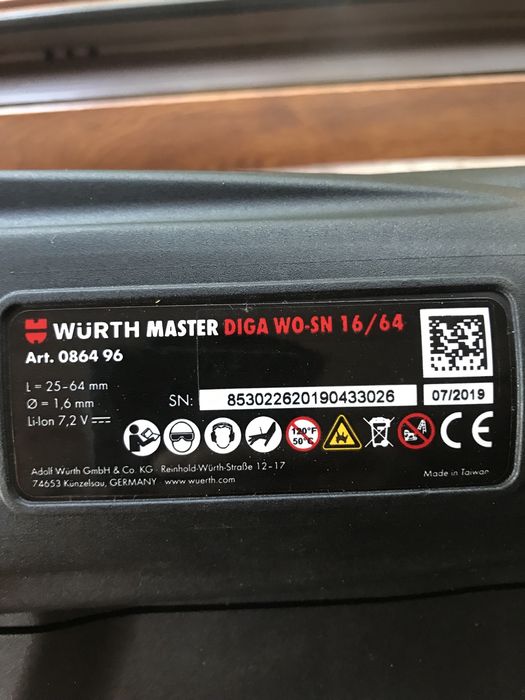 WÜRTH MASTER DIGA WO-SN 16/64
Art. 0864 96
L = 25-64 mm
Ø = 1,6 mm
SN: 853022620190433026 07/2019
Li-Ion 7,2 V
120°F
50°C
CE
Adolf Würth GmbH & Co. KG · Reinhold-Würth-Straße 12-17
74653 Künzelsau, GERMANY · www.wuerth.com
Made in Taiwan